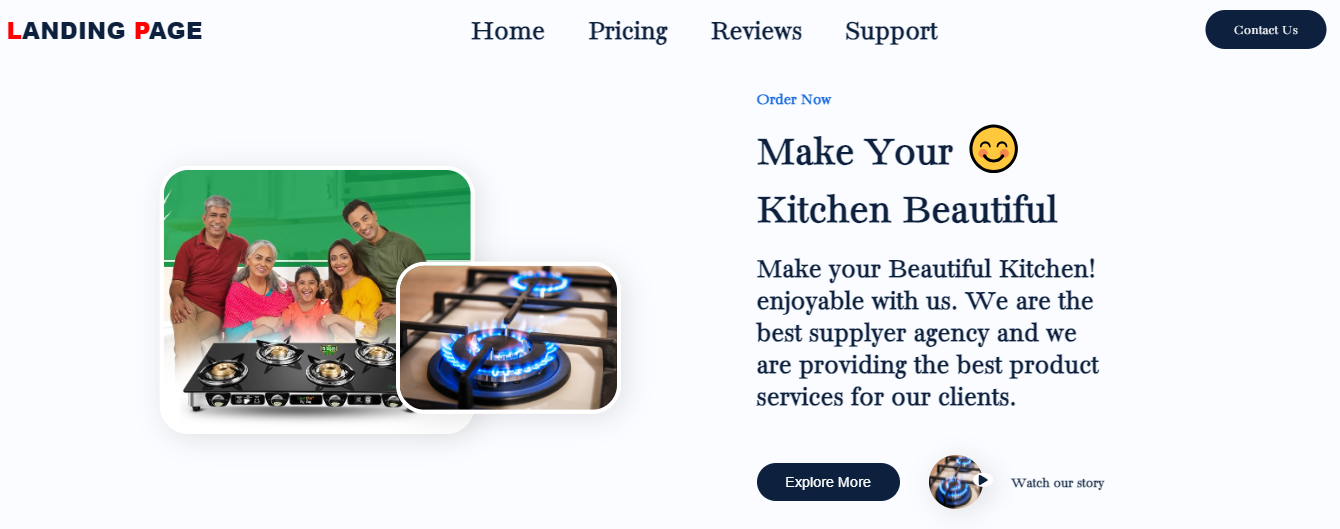 LANDING PAGE
Home Pricing Reviews Support
Contact Us
Order Now
Make Your 😊
Kitchen Beautiful
Make your Beautiful Kitchen!
enjoyable with us. We are the
best supplyer agency and we
are providing the best product
services for our clients.
Explore More
Watch our story